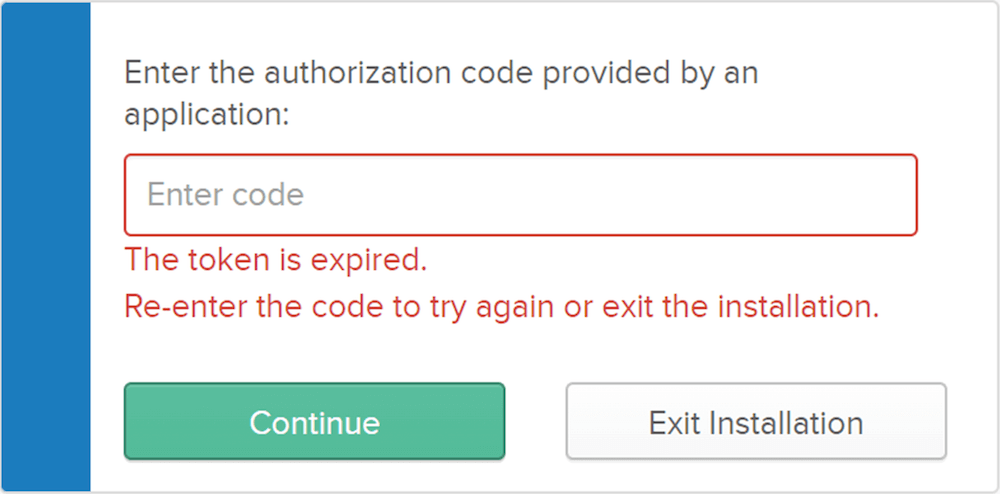 Enter the authorization code provided by an
application:
Enter code
The token is expired.
Re-enter the code to try again or exit the installation.
Continue
Exit Installation